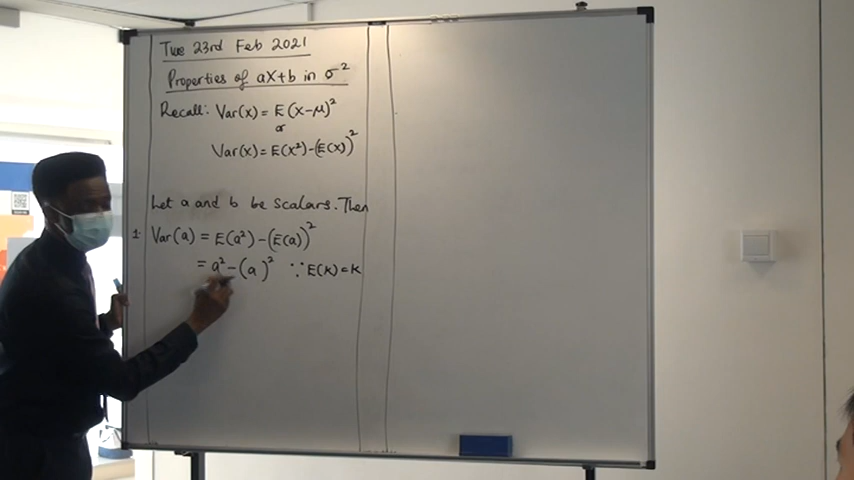 Tue 23rd Feb 2021
Properties of aX+b in σ²
Recall: Var(x) = E(X-μ)²
or
Var(x) = E(X²)-(E(X))²
Let a and b be Scalars. Then
1. Var(a) = E(a²)-(E(a))²
= a²-(a)² ∵ E(K)=K